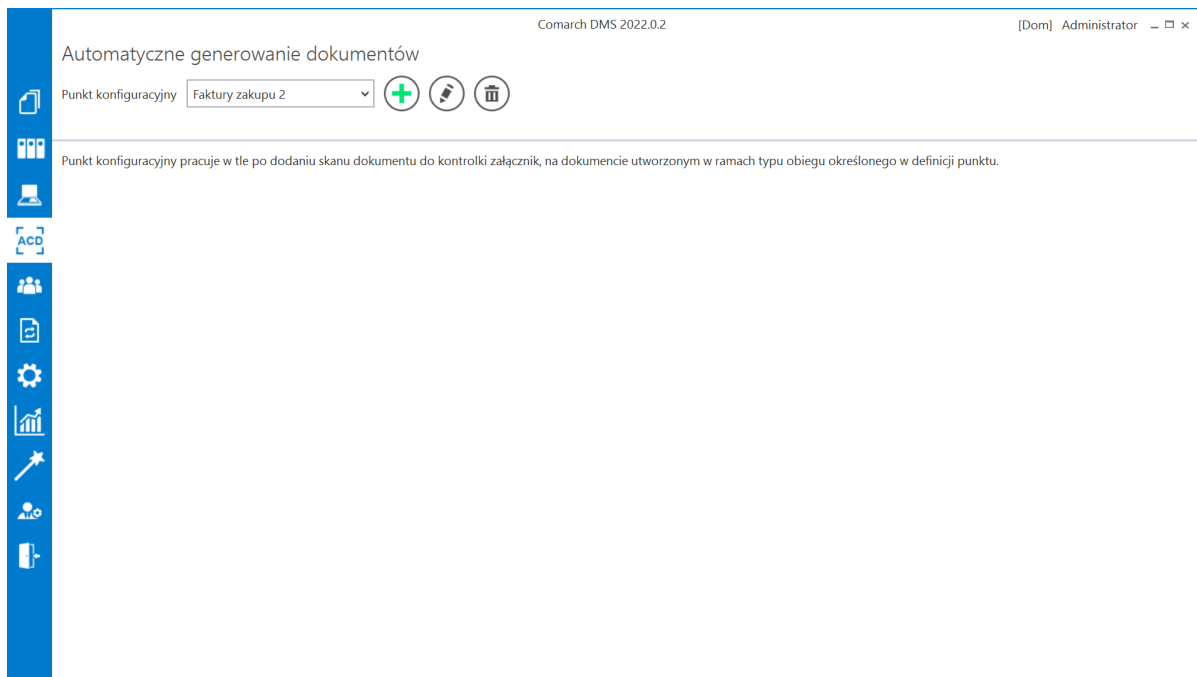 Comarch DMS 2022.0.2
[Dom] Administrator
Automatyczne generowanie dokumentów
Punkt konfiguracyjny Faktury zakupu 2
Punkt konfiguracyjny pracuje w tle po dodaniu skanu dokumentu do kontrolki załącznik, na dokumencie utworzonym w ramach typu obiegu określonego w definicji punktu.
ACD